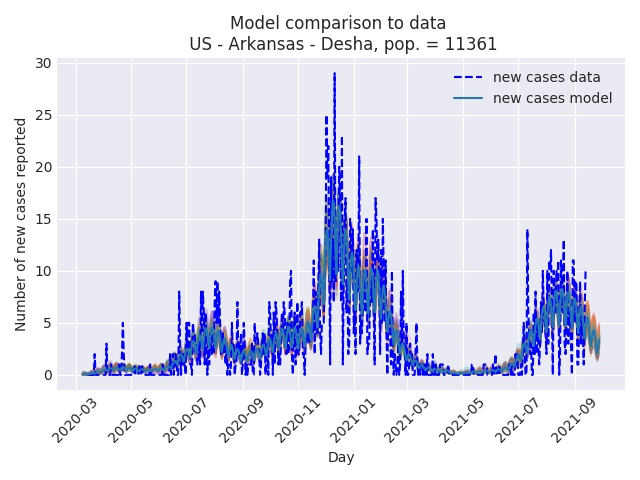 Model comparison to data
US - Arkansas - Desha, pop. = 11361
Number of new cases reported
30
25
20
15
10
5
0
new cases data
new cases model
2020-03
2020-05
2020-07
2020-09
2020-11
2021-01
2021-03
2021-05
2021-07
2021-09
Day